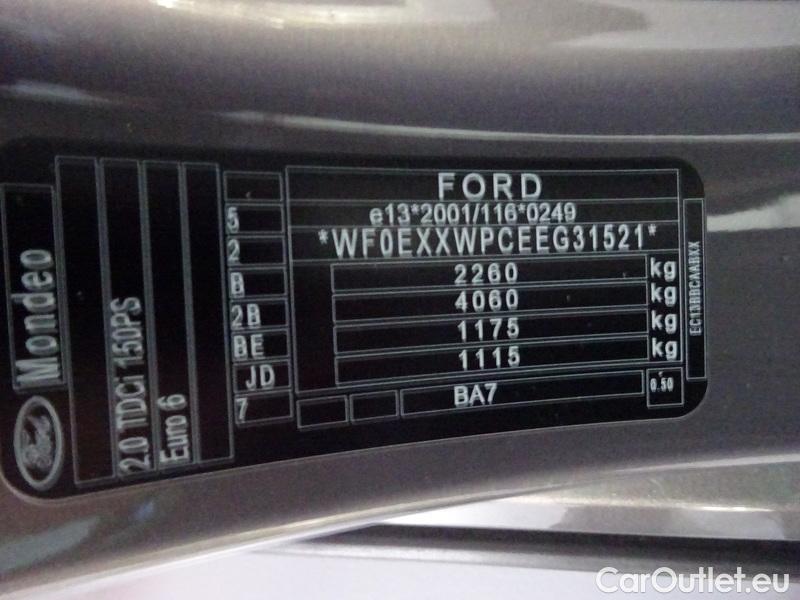 FORD
e13*2001/116*0249
*WF0EXXWPCEEG31521*
2260 kg
4060 kg
1175 kg
1115 kg
BA7
0.50
5
2
B
2B
BE
JD
7
EC13BBCAABXX
Mondeo
2.0 TDCi 150PS
Euro 6
Ford
CarOutlet.eu